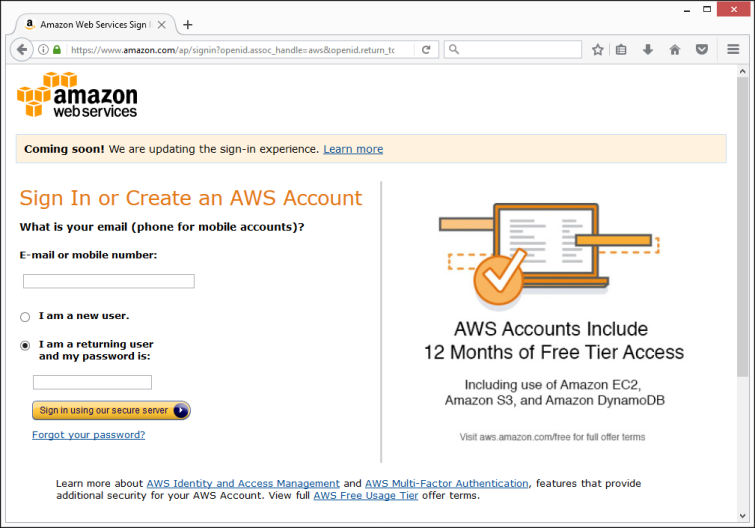 Amazon Web Services Sign I
https://www.amazon.com/ap/signin?openid.assoc_handle=aws&openid.return_tc
amazon
webservices
Coming soon! We are updating the sign-in experience. Learn more
Sign In or Create an AWS Account
What is your email (phone for mobile accounts)?
E-mail or mobile number:
I am a new user.
I am a returning user
and my password is:
Sign in using our secure server
Forgot your password?
AWS Accounts Include
12 Months of Free Tier Access
Including use of Amazon EC2,
Amazon S3, and Amazon DynamoDB
Visit aws.amazon.com/free for full offer terms
Learn more about AWS Identity and Access Management and AWS Multi-Factor Authentication, features that provide
additional security for your AWS Account. View full AWS Free Usage Tier offer terms.